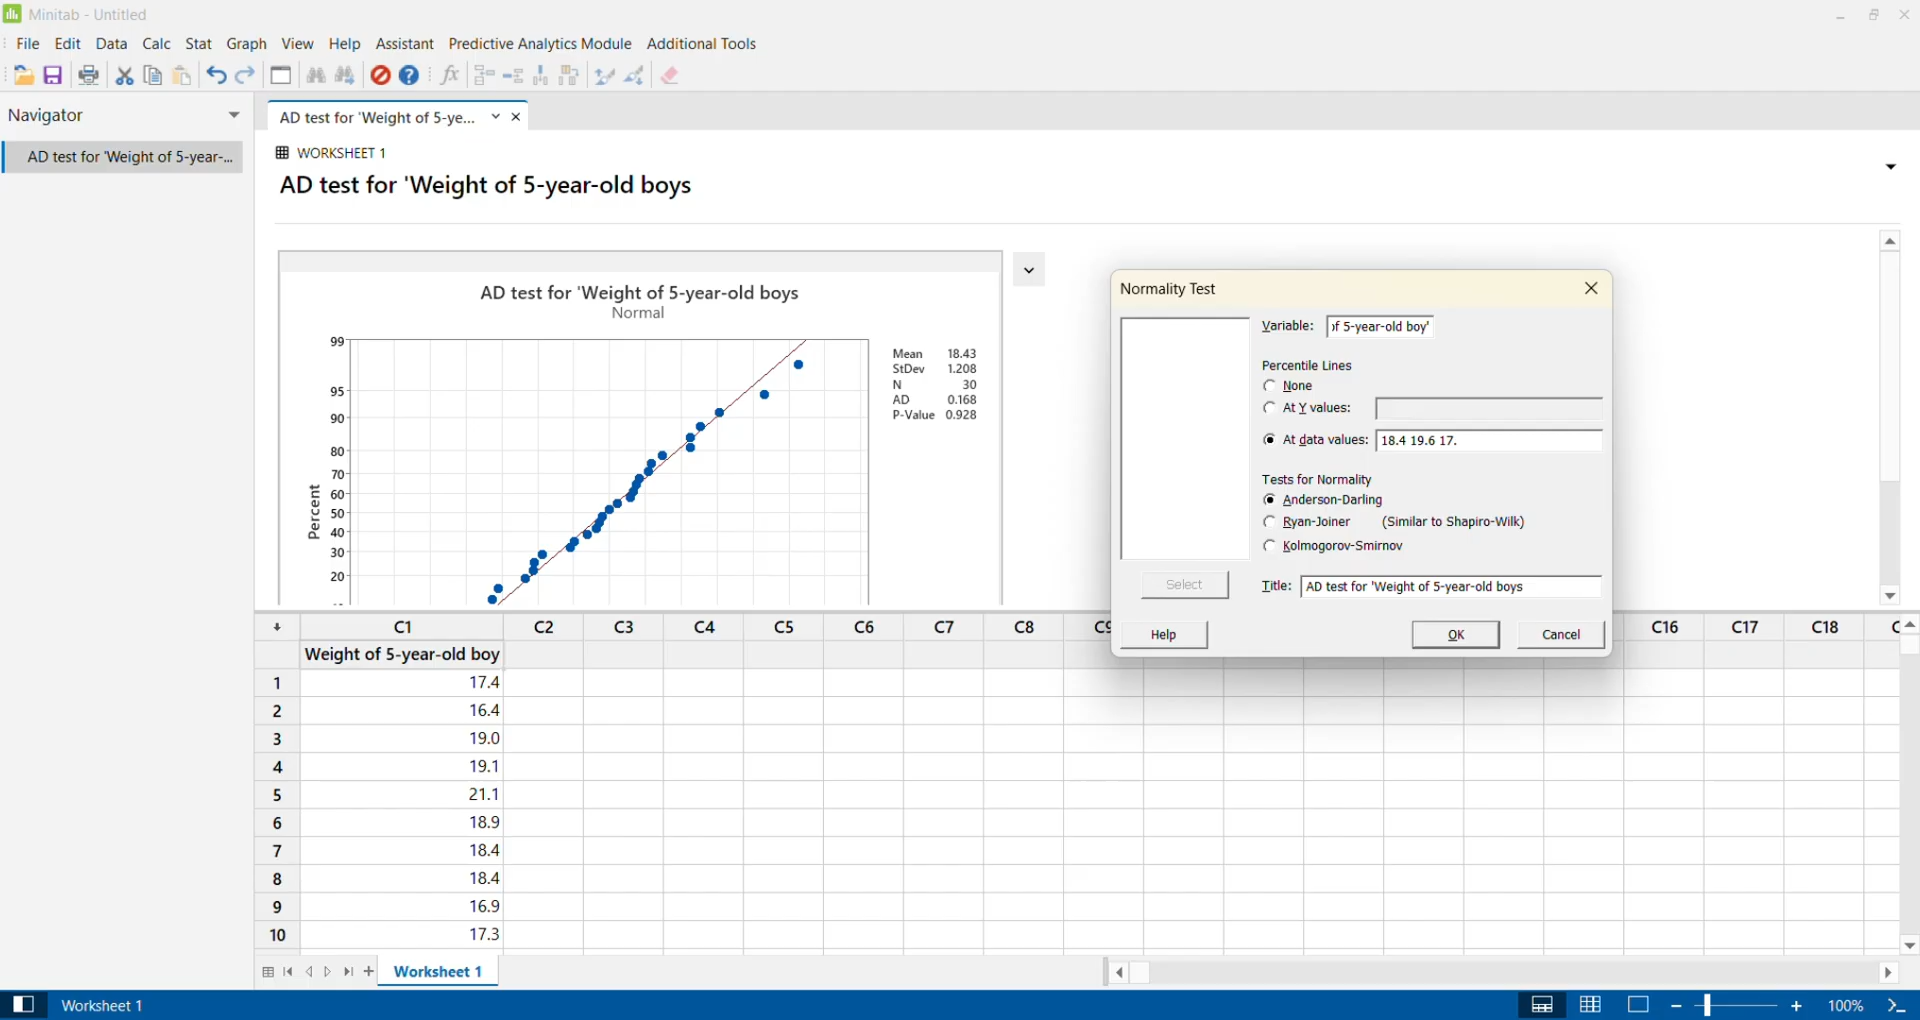 Minitab - Untitled
File Edit Data Calc Stat Graph View Help Assistant Predictive Analytics Module Additional Tools
Navigator
AD test for 'Weight of 5-year-...
AD test for 'Weight of 5-ye...
WORKSHEET 1
AD test for 'Weight of 5-year-old boys
AD test for 'Weight of 5-year-old boys
Normal
99
95
90
80
70
60
50
40
30
20
Percent
Mean 18.43
StDev 1.208
N 30
AD 0.168
P-Value 0.928
Normality Test
Variable: of 5-year-old boy'
Percentile Lines
None
At Y values:
At data values: 18.4 19.6 17.
Tests for Normality
Anderson-Darling
Ryan-Joiner (Similar to Shapiro-Wilk)
Kolmogorov-Smirnov
Select
Title: AD test for 'Weight of 5-year-old boys
Help OK Cancel
C1 C2 C3 C4 C5 C6 C7 C8 C9 C16 C17 C18
Weight of 5-year-old boy
1 17.4
2 16.4
3 19.0
4 19.1
5 21.1
6 18.9
7 18.4
8 18.4
9 16.9
10 17.3
Worksheet 1
Worksheet 1
100%